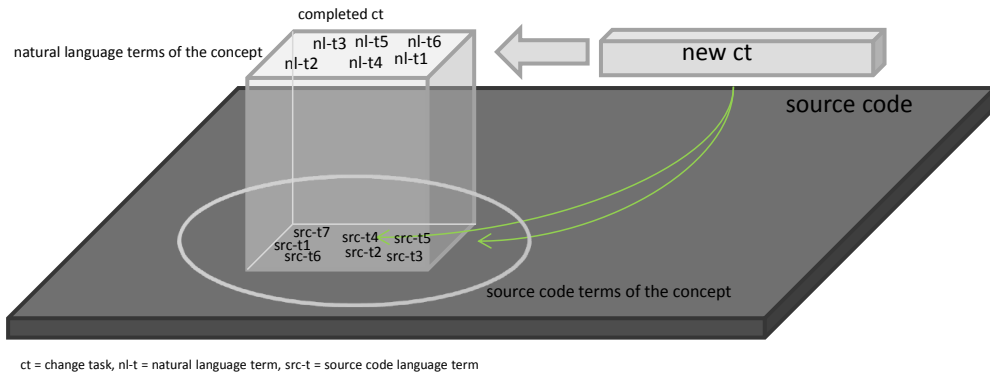 completed ct
natural language terms of the concept
nl-t3 nl-t5 nl-t6
nl-t2 nl-t4 nl-t1
new ct
source code
src-t7 src-t4 src-t5
src-t1 src-t2 src-t3
src-t6
source code terms of the concept
ct = change task, nl-t = natural language term, src-t = source code language term